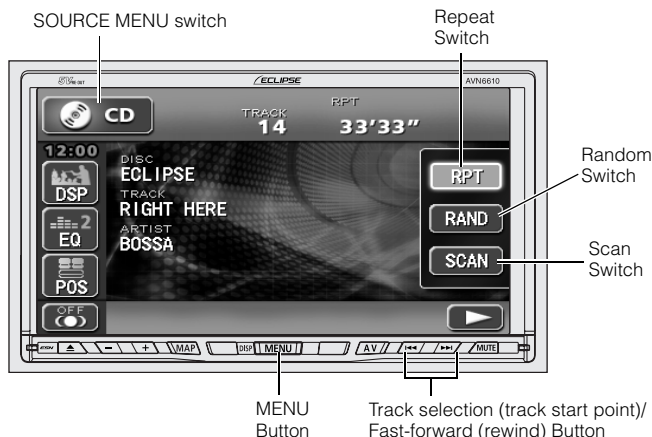 SOURCE MENU switch
Repeat
Switch
ECLIPSE
AVN6610
CD
TRACK
14
RPT
33'33”
12:00
DISC
ECLIPSE
TRACK
RIGHT HERE
ARTIST
BOSSA
DSP
2
EQ
POS
OFF
RPT
RAND
SCAN
Random
Switch
Scan
Switch
ESN
MAP
DISP
MENU
AV
MUTE
MENU
Button
Track selection (track start point)/
Fast-forward (rewind) Button